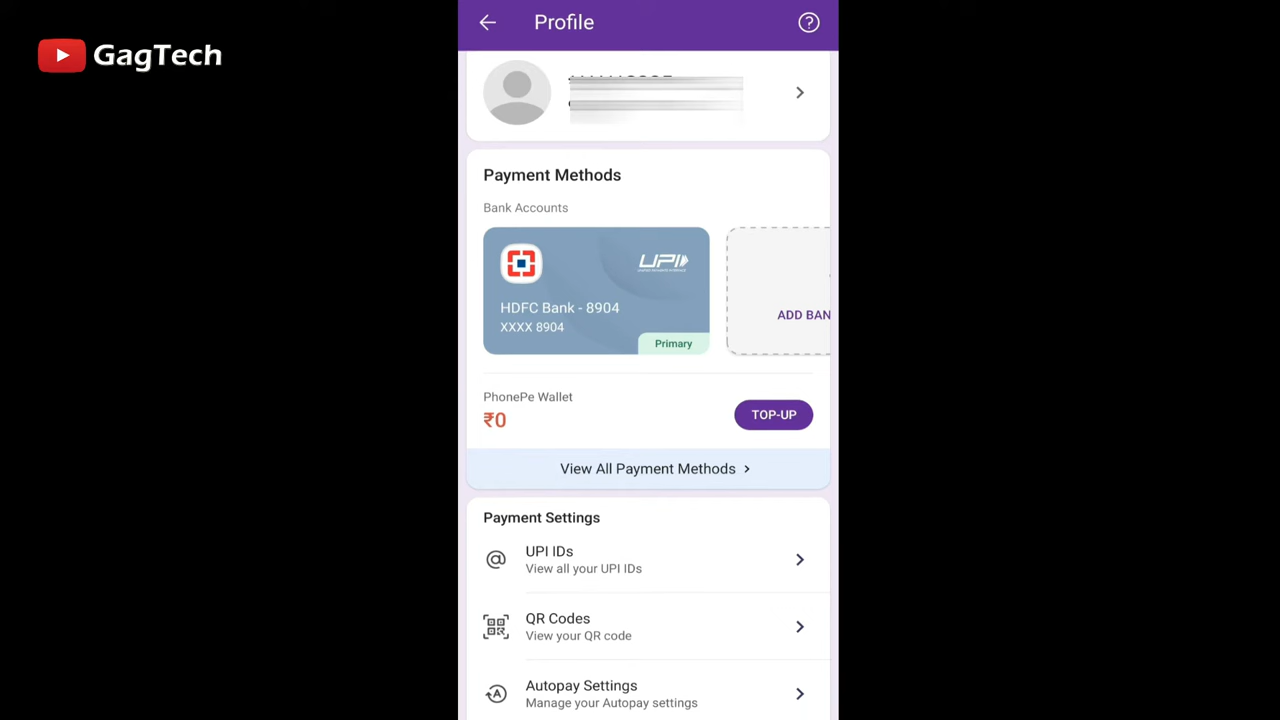 GagTech
Profile
Payment Methods
Bank Accounts
UPI
HDFC Bank - 8904
XXXX 8904
Primary
ADD BAN
PhonePe Wallet
₹0
TOP-UP
View All Payment Methods
Payment Settings
UPI IDs
View all your UPI IDs
QR Codes
View your QR code
Autopay Settings
Manage your Autopay settings